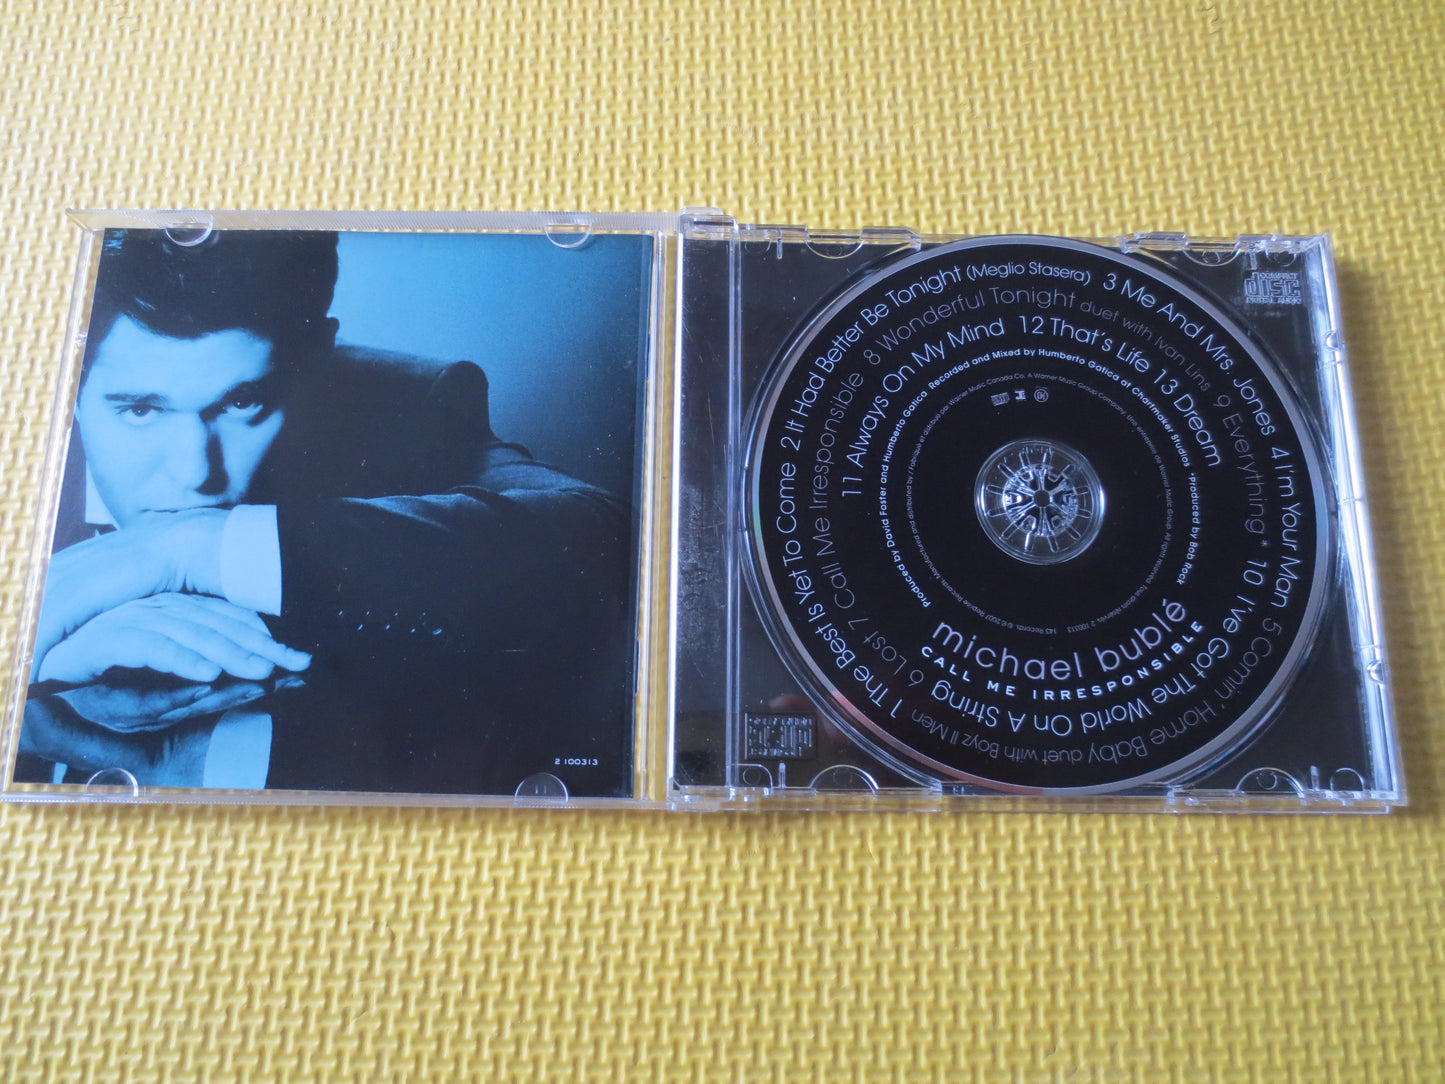 2 100313
1 The Best Is Yet To Come 2 It Had Better Be Tonight (Meglio Stasera) 3 Me And Mrs. Jones 4 I'm Your Man 5 Comin' Home Baby duet with Boyz II Men
6 Lost 7 Call Me Irresponsible 8 Wonderful Tonight duet with Ivan Lins 9 Everything* 10 I've Got The World On A String
11 Always On My Mind 12 That's Life 13 Dream
Produced by David Foster and Humberto Gatica Recorded and Mixed by Humberto Gatica at Chartmaker Studios *Produced by Bob Rock
michael bublé
CALL ME IRRESPONSIBLE
COMPACT
DISC
DIGITAL AUDIO